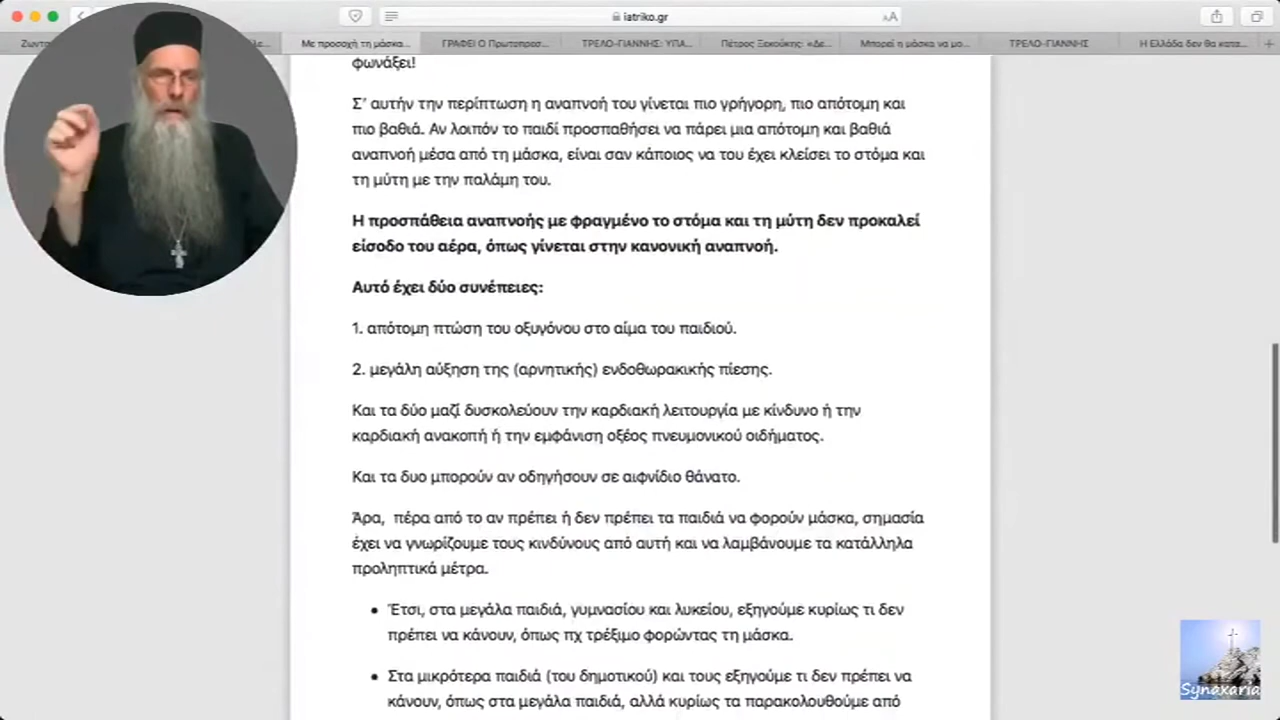 iatriko.gr
AA
Ζωντα
λε...
Με προσοχή τη μάσκα...
ΓΡΑΦΕΙ Ο Πρωτοπρεσ...
ΤΡΕΛΟ-ΓΙΑΝΝΗΣ: ΥΠΑ...
Πέτρος Ξεκούκης: «Δε...
Μπορεί η μάσκα να μο...
ΤΡΕΛΟ-ΓΙΑΝΝΗΣ
Η Ελλάδα δεν θα κατα...
φωνάξει!
Σ' αυτήν την περίπτωση η αναπνοή του γίνεται πιο γρήγορη, πιο απότομη και
πιο βαθιά. Αν λοιπόν το παιδί προσπαθήσει να πάρει μια απότομη και βαθιά
αναπνοή μέσα από τη μάσκα, είναι σαν κάποιος να του έχει κλείσει το στόμα και
τη μύτη με την παλάμη του.
Η προσπάθεια αναπνοής με φραγμένο το στόμα και τη μύτη δεν προκαλεί
είσοδο του αέρα, όπως γίνεται στην κανονική αναπνοή.
Αυτό έχει δύο συνέπειες:
1. απότομη πτώση του οξυγόνου στο αίμα του παιδιού.
2. μεγάλη αύξηση της (αρνητικής) ενδοθωρακικής πίεσης.
Και τα δύο μαζί δυσκολεύουν την καρδιακή λειτουργία με κίνδυνο ή την
καρδιακή ανακοπή ή την εμφάνιση οξέος πνευμονικού οιδήματος.
Και τα δυο μπορούν αν οδηγήσουν σε αιφνίδιο θάνατο.
Άρα, πέρα από το αν πρέπει ή δεν πρέπει τα παιδιά να φορούν μάσκα, σημασία
έχει να γνωρίζουμε τους κινδύνους από αυτή και να λαμβάνουμε τα κατάλληλα
προληπτικά μέτρα.
• Έτσι, στα μεγάλα παιδιά, γυμνασίου και λυκείου, εξηγούμε κυρίως τι δεν
πρέπει να κάνουν, όπως πχ τρέξιμο φορώντας τη μάσκα.
• Στα μικρότερα παιδιά (του δημοτικού) και τους εξηγούμε τι δεν πρέπει να
κάνουν, όπως στα μεγάλα παιδιά, αλλά κυρίως τα παρακολουθούμε από
Synaxaria